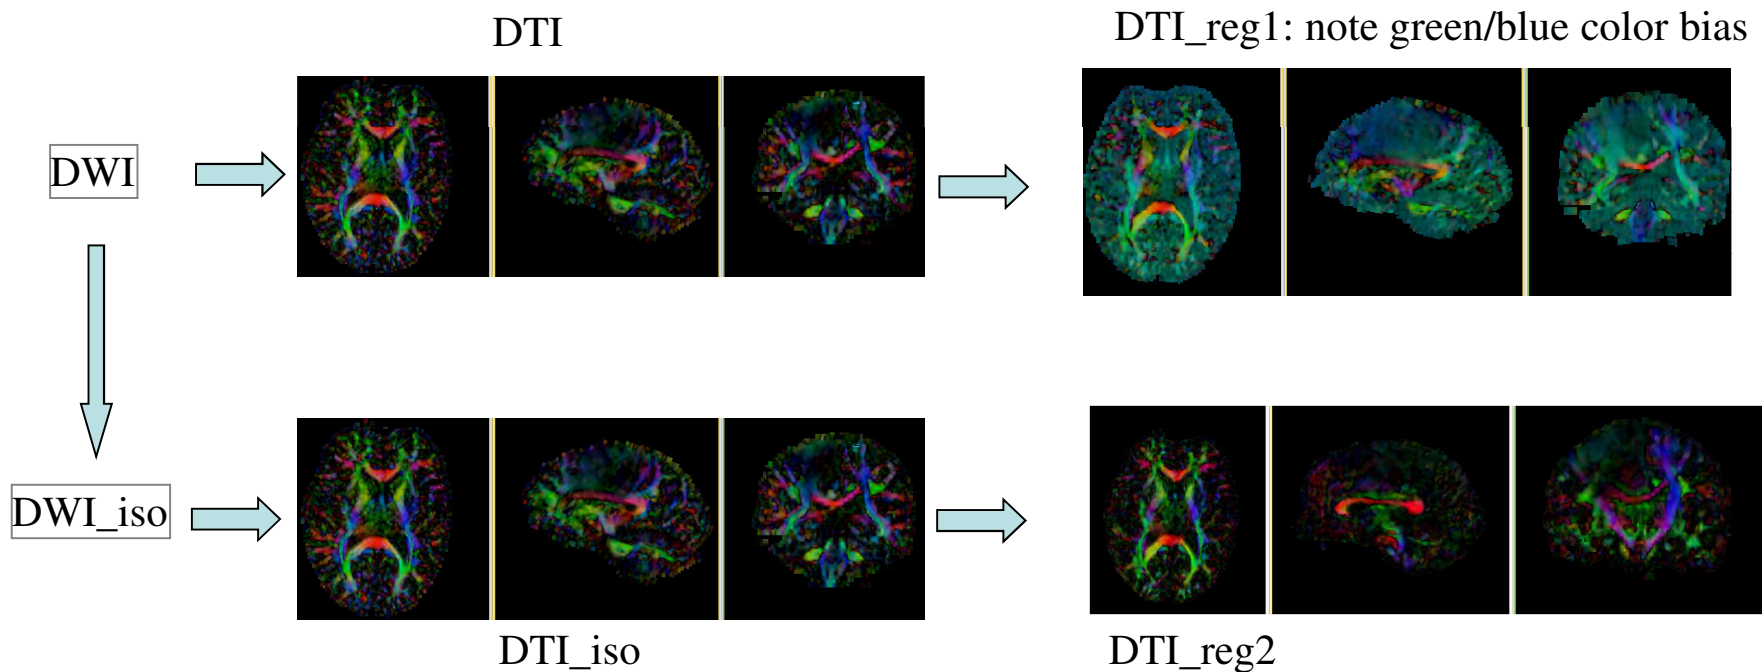 DTI
DTI_reg1: note green/blue color bias
DWI
DWI_iso
DTI_iso
DTI_reg2